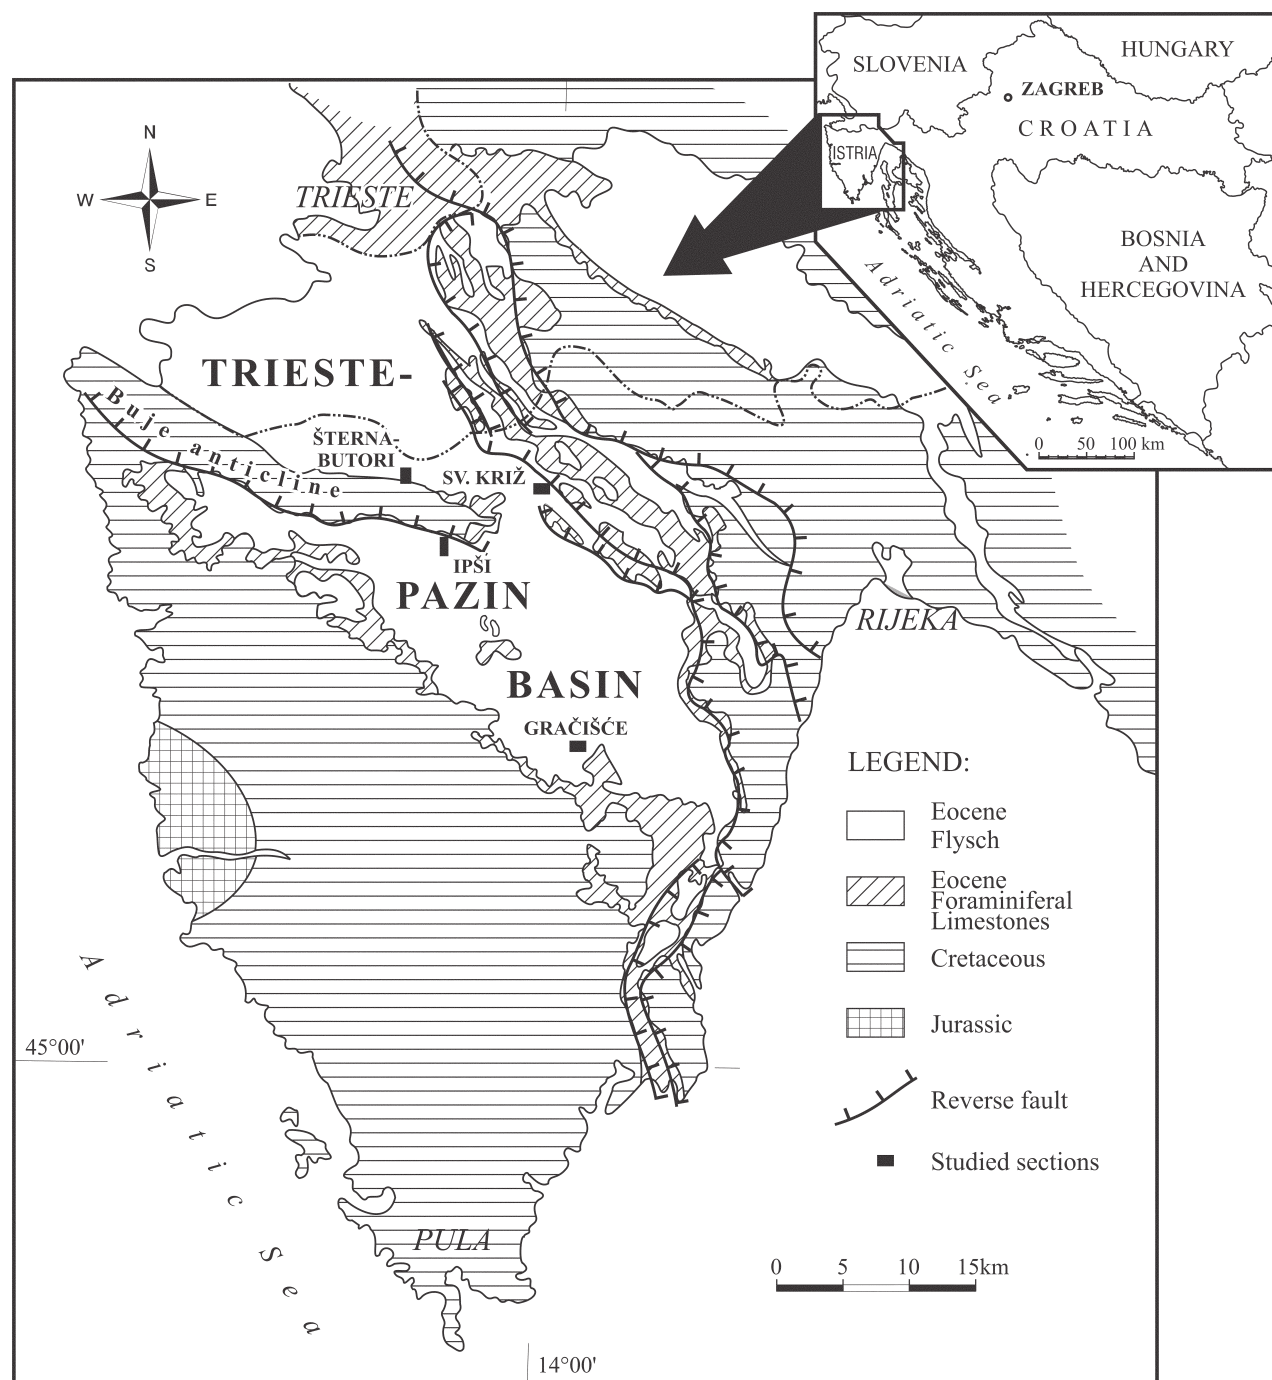 SLOVENIA
HUNGARY
ZAGREB
CROATIA
ISTRIA
BOSNIA
AND
HERCEGOVINA
Adriatic Sea
0 50 100 km
N
W E
S
TRIESTE
TRIESTE-
Buje anticline
ŠTERNA-
BUTORI
SV. KRIŽ
IPŠI
PAZIN
RIJEKA
BASIN
GRAČIŠĆE
LEGEND:
Eocene
Flysch
Eocene
Foraminiferal
Limestones
Cretaceous
Jurassic
Reverse fault
Studied sections
Adriatic Sea
45°00'
PULA
0 5 10 15km
14°00'